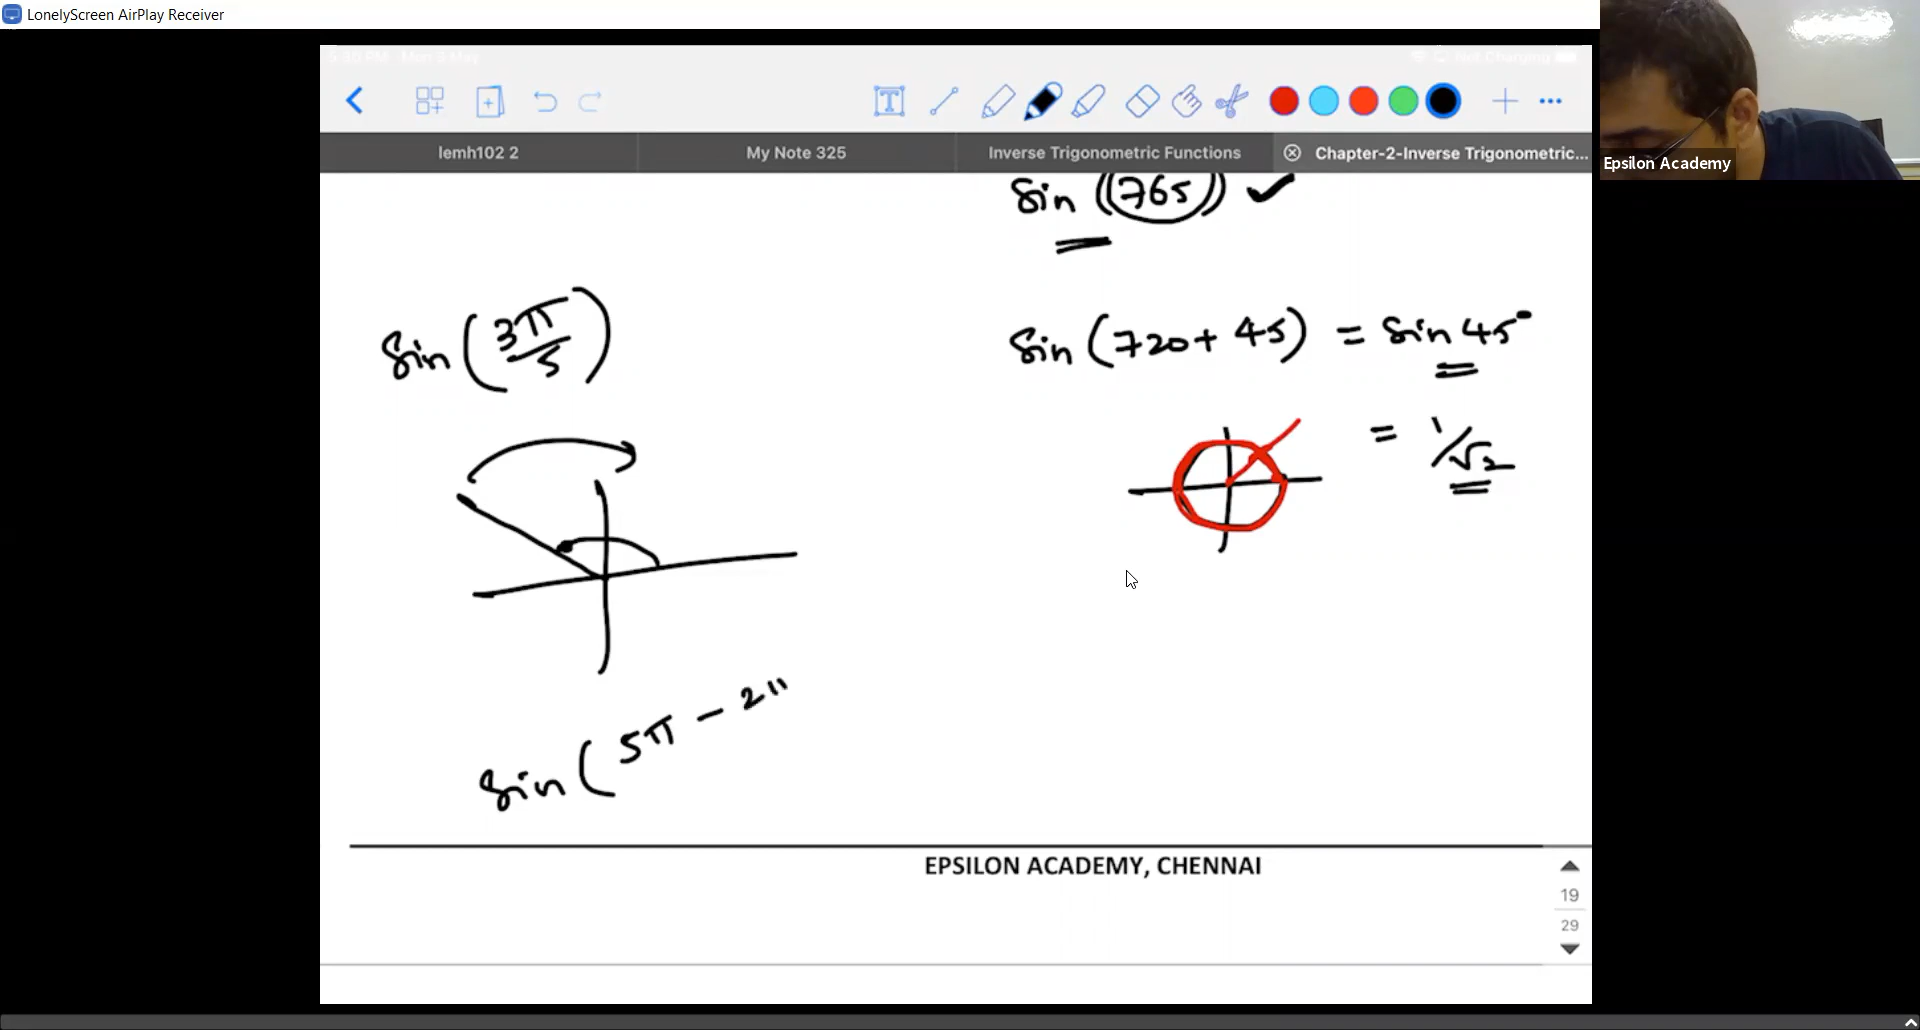 LonelyScreen AirPlay Receiver
lemh102 2
My Note 325
Inverse Trigonometric Functions
Chapter-2-Inverse Trigonometric...
Epsilon Academy
sin ((765)) ✓
sin (3π/5)
sin (720 + 45) = sin 45°
= 1/√2
sin ( 5π - 2π
EPSILON ACADEMY, CHENNAI
19
29